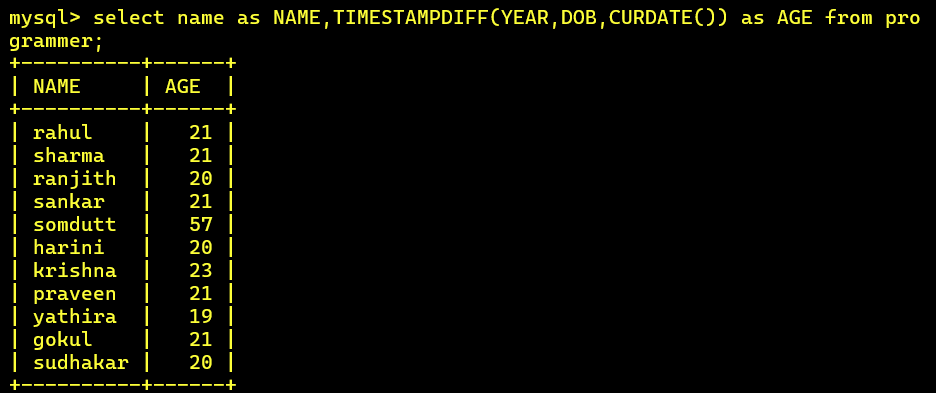 mysql> select name as NAME,TIMESTAMPDIFF(YEAR,DOB,CURDATE()) as AGE from pro
grammer;
+----------+------+
| NAME     | AGE  |
+----------+------+
| rahul    |   21 |
| sharma   |   21 |
| ranjith  |   20 |
| sankar   |   21 |
| somdutt  |   57 |
| harini   |   20 |
| krishna  |   23 |
| praveen  |   21 |
| yathira  |   19 |
| gokul    |   21 |
| sudhakar |   20 |
+----------+------+